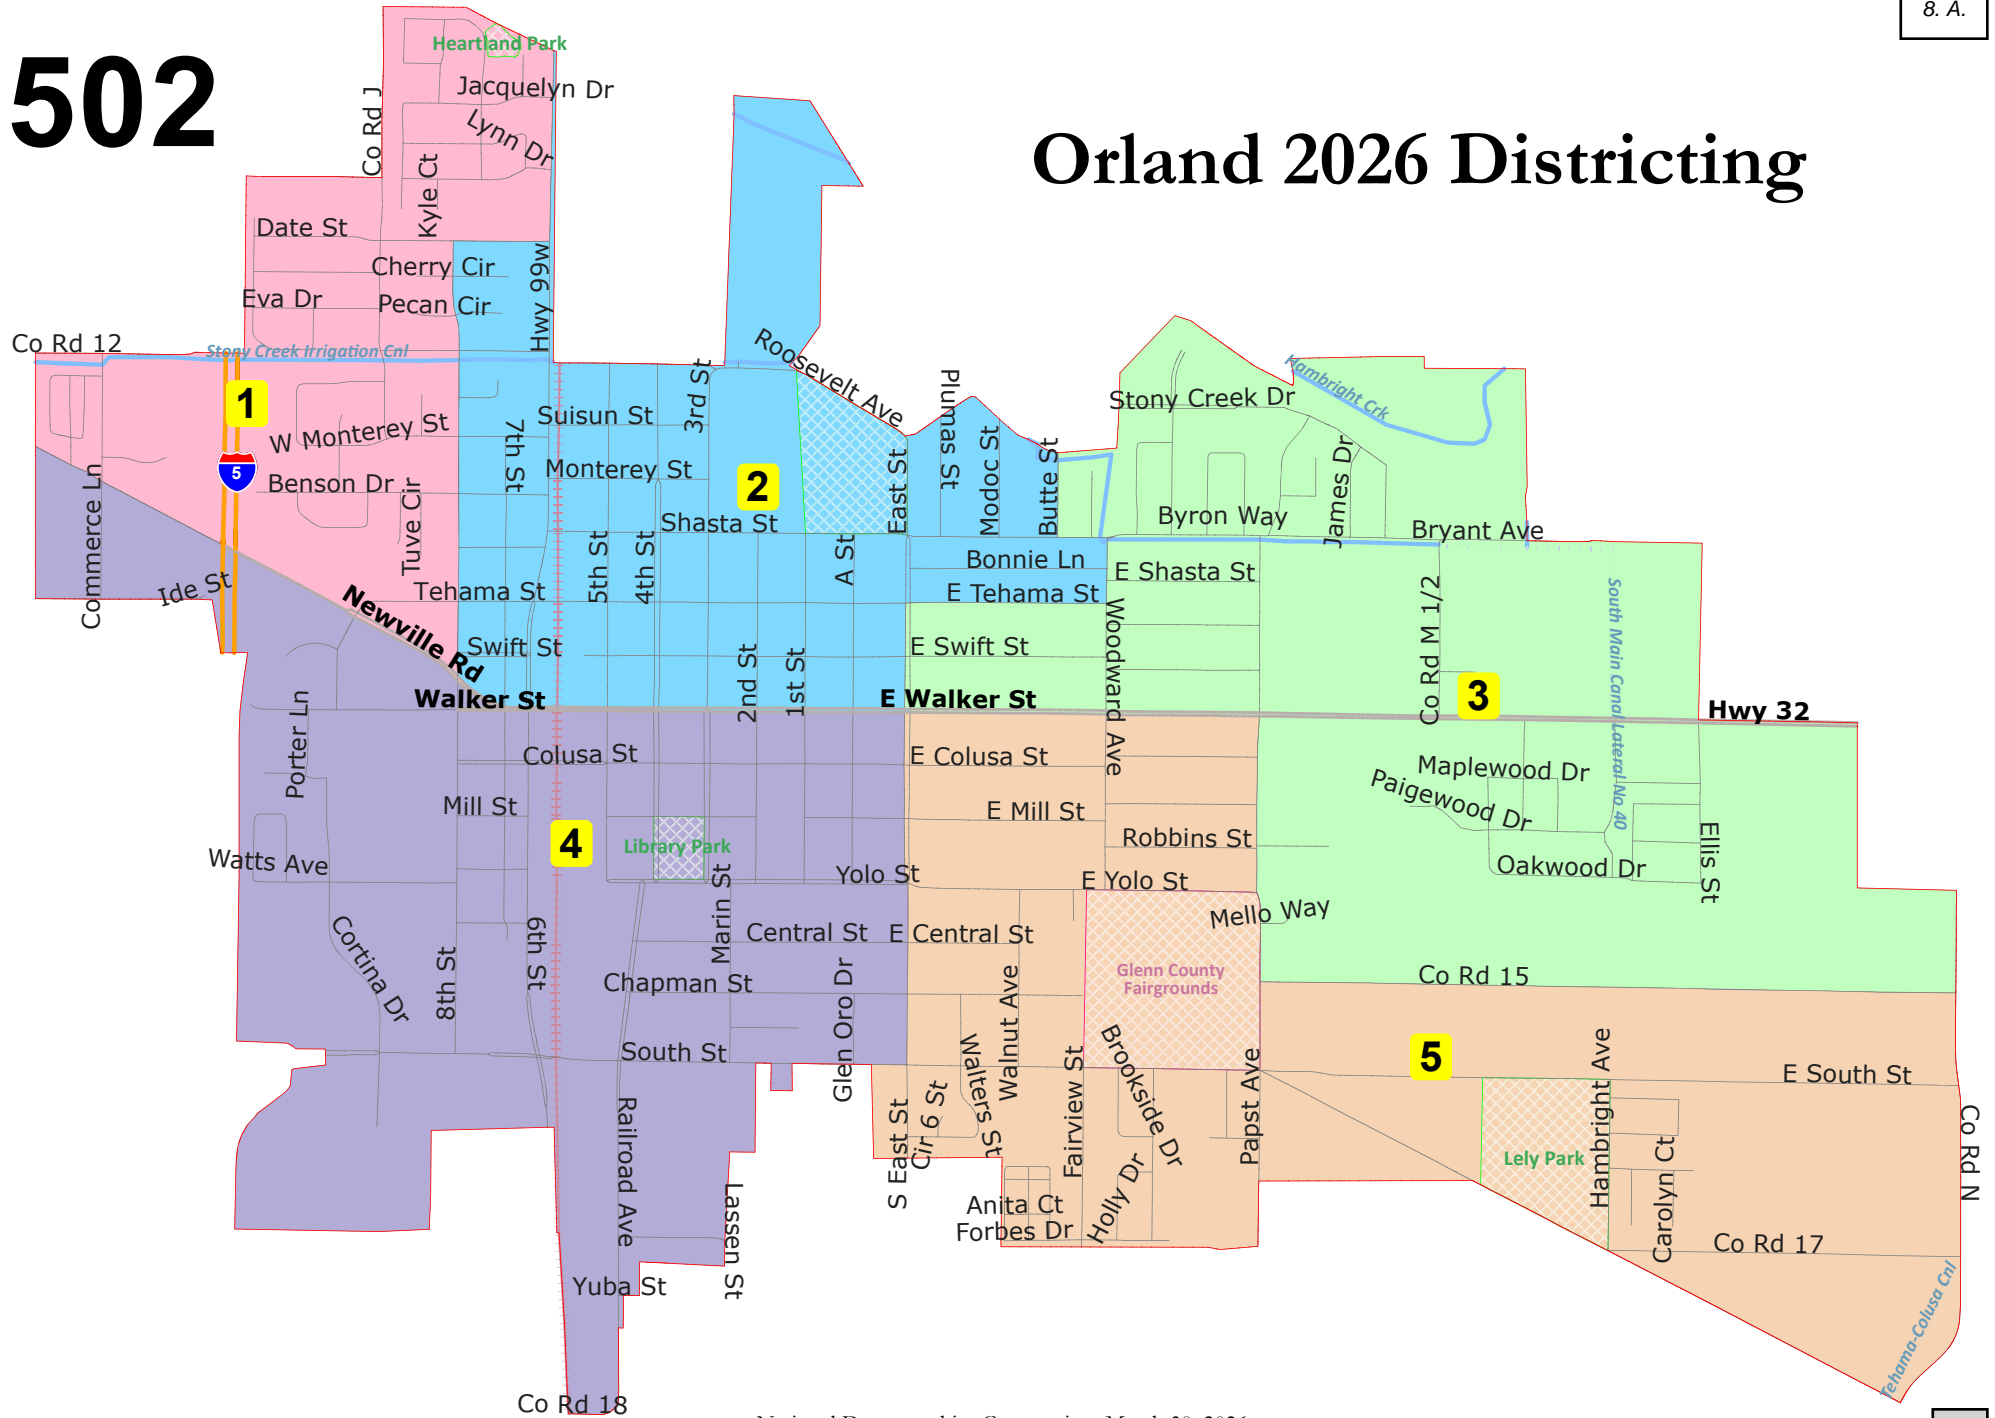 8. A.
502
Orland 2026 Districting
Heartland Park
Jacquelyn Dr
Lynn Dr
Co Rd J
Kyle Ct
Date St
Cherry Cir
Hwy 99w
Eva Dr
Pecan Cir
Co Rd 12
Stony Creek Irrigation Cnl
Roosevelt Ave
3rd St
Plumas St
Stony Creek Dr
Hambright Crk
1
5
W Monterey St
Suisun St
7th St
Monterey St
2
East St
Modoc St
Butte St
James Dr
Benson Dr
Commerce Ln
Tuve Cir
Shasta St
Byron Way
Bryant Ave
5th St
4th St
A St
Bonnie Ln
E Shasta St
Ide St
Tehama St
E Tehama St
Newville Rd
Co Rd M 1/2
South Main Canal Lateral No 40
Swift St
2nd St
1st St
E Swift St
Woodward Ave
3
Walker St
E Walker St
Hwy 32
Porter Ln
Colusa St
E Colusa St
Maplewood Dr
Paigewood Dr
Mill St
E Mill St
4
Library Park
Robbins St
Watts Ave
Yolo St
E Yolo St
Oakwood Dr
Ellis St
Marin St
Mello Way
Cortina Dr
8th St
6th St
Central St
E Central St
Chapman St
Glen Oro Dr
Walnut Ave
Glenn County
Fairgrounds
Co Rd 15
South St
Walters St
Fairview St
Brookside Dr
Papst Ave
5
Hambright Ave
E South St
Railroad Ave
S East St
Cir 6 St
Lely Park
Carolyn Ct
Co Rd N
Lassen St
Anita Ct
Forbes Dr
Holly Dr
Co Rd 17
Yuba St
Tehama-Colusa Cnl
Co Rd 18